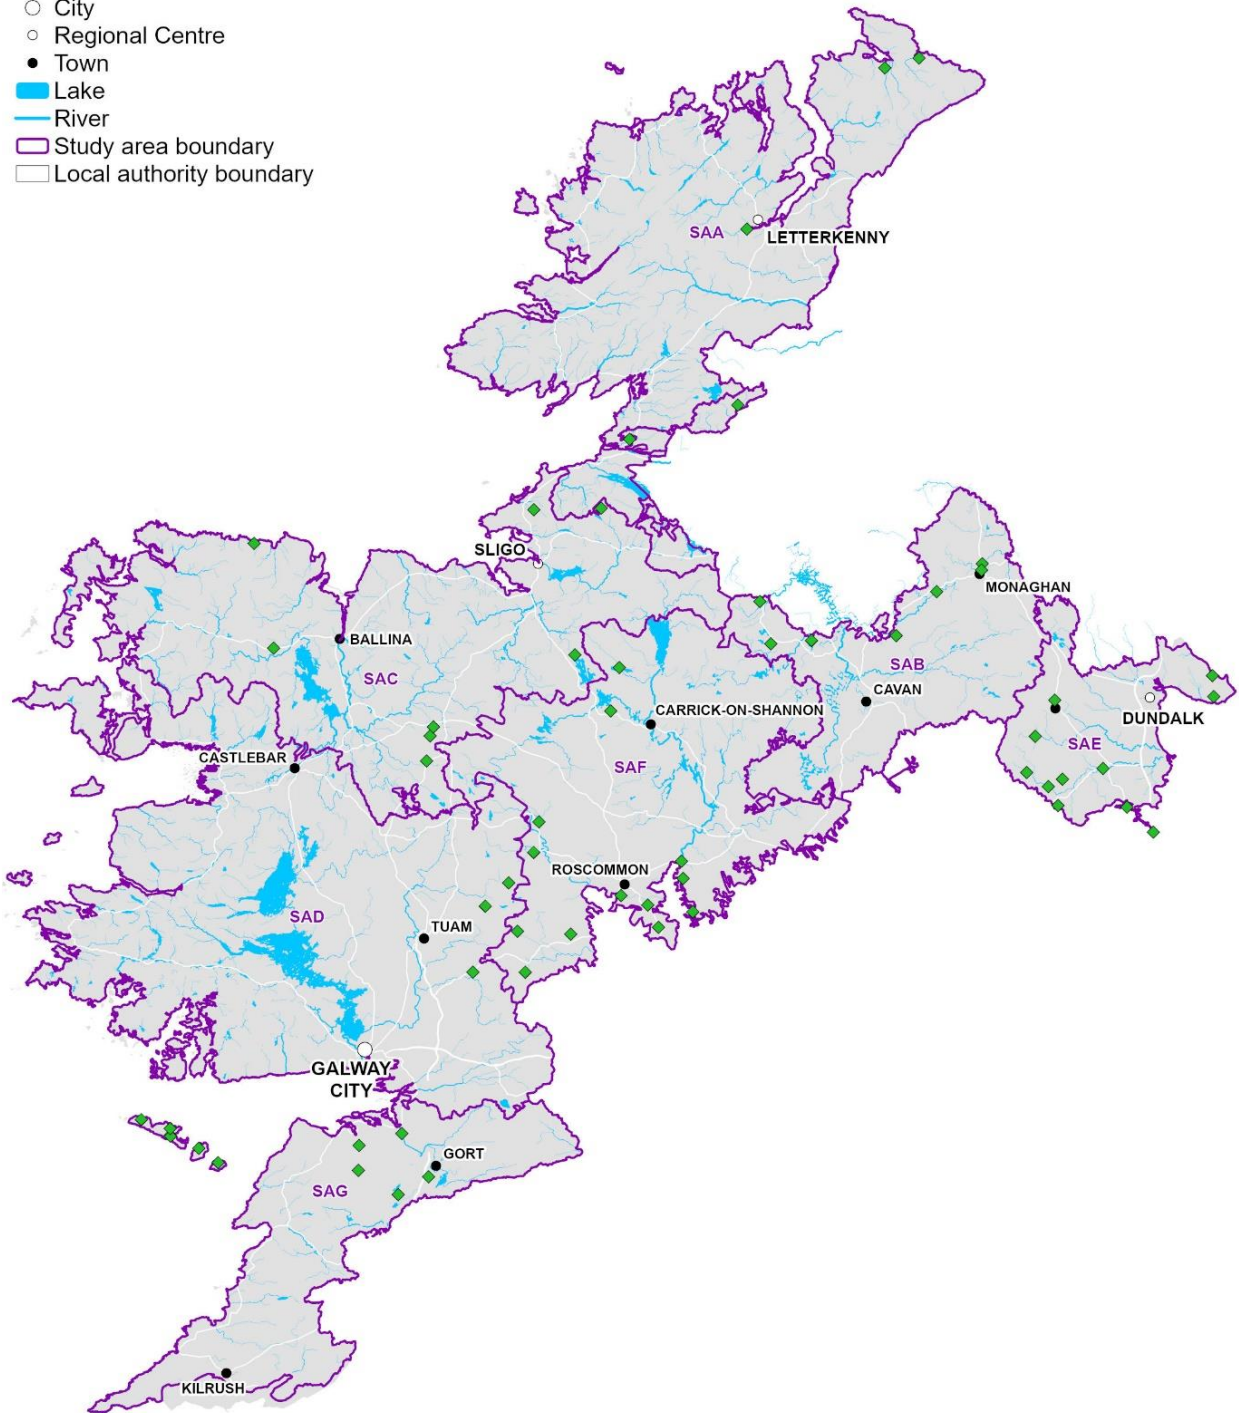 City
Regional Centre
Town
Lake
River
Study area boundary
Local authority boundary
SAA
LETTERKENNY
SLIGO
MONAGHAN
BALLINA
SAC
SAB
CAVAN
CARRICK-ON-SHANNON
DUNDALK
CASTLEBAR
SAF
SAE
ROSCOMMON
SAD
TUAM
GALWAY
CITY
GORT
SAG
KILRUSH